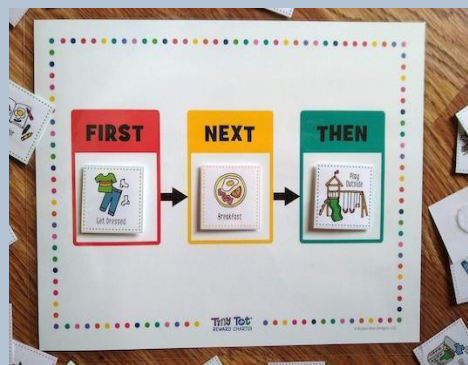 FIRST
NEXT
THEN
Get Dressed
Breakfast
Play
Outside
Tiny Tot
REWARD CHARTS